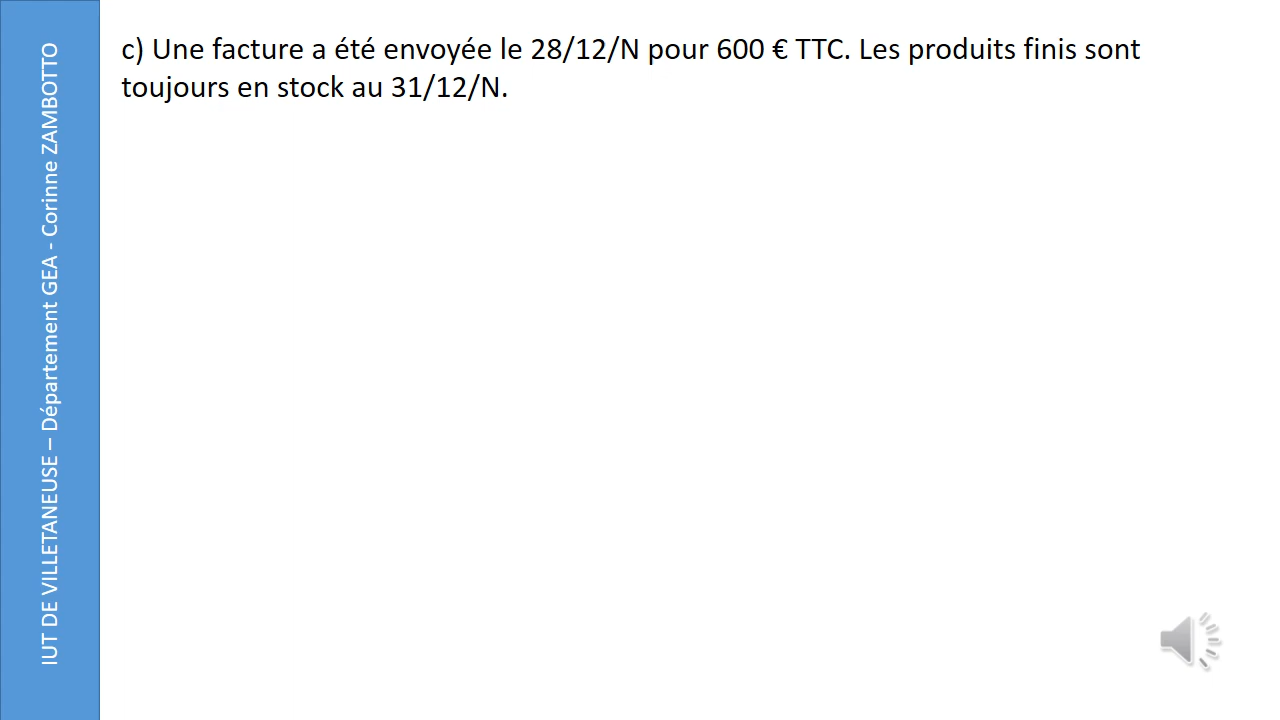 IUT DE VILLETANEUSE – Département GEA - Corinne ZAMBOTTO
c) Une facture a été envoyée le 28/12/N pour 600 € TTC. Les produits finis sont
toujours en stock au 31/12/N.